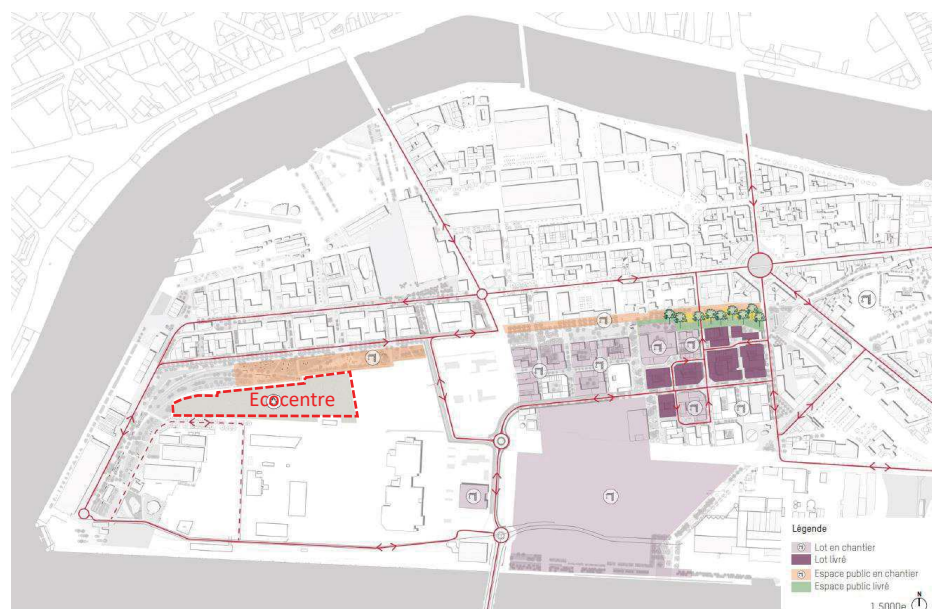 Ecocentre
Légende
Lot en chantier
Lot livré
Espace public en chantier
Espace public livré
1.5000e
N